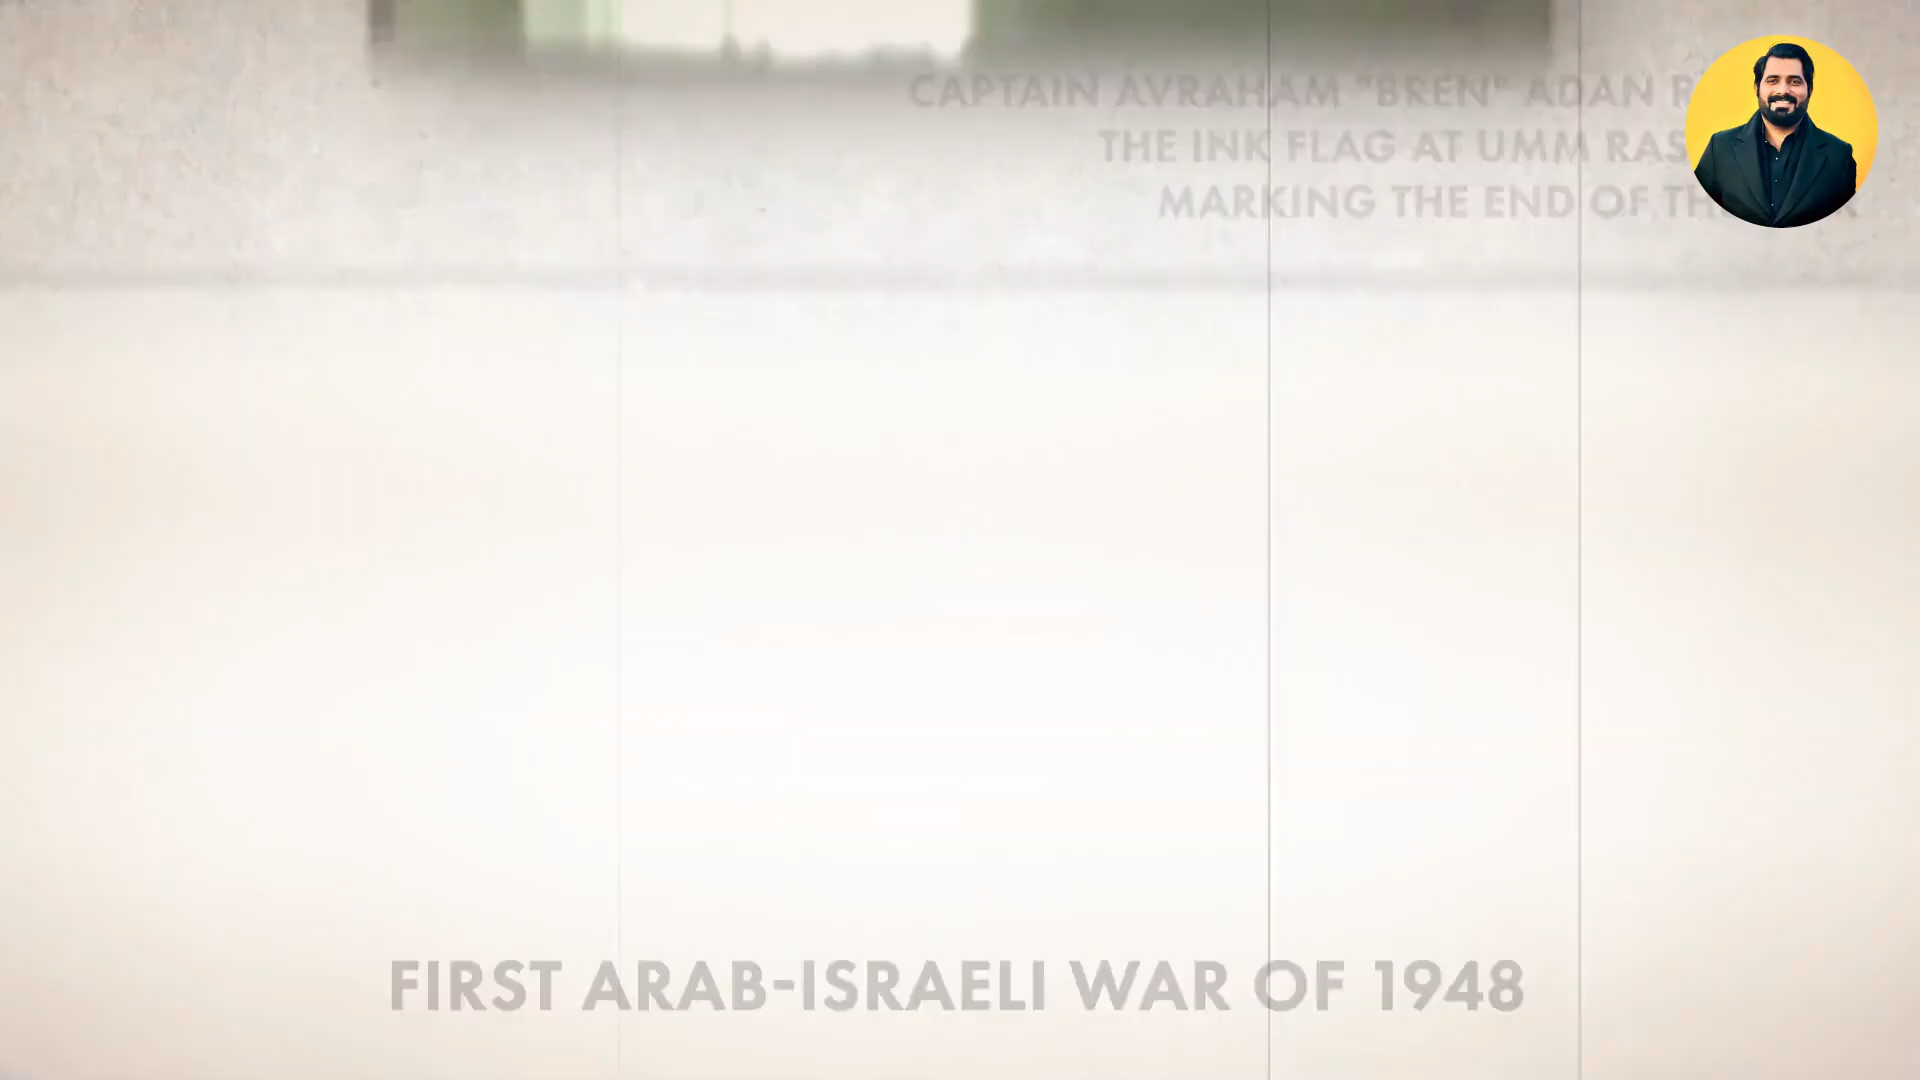 CAPTAIN AVRAHAM "BREN" ADAN
THE INK FLAG AT UMM
MARKING THE END OF
FIRST ARAB-ISRAELI WAR OF 1948